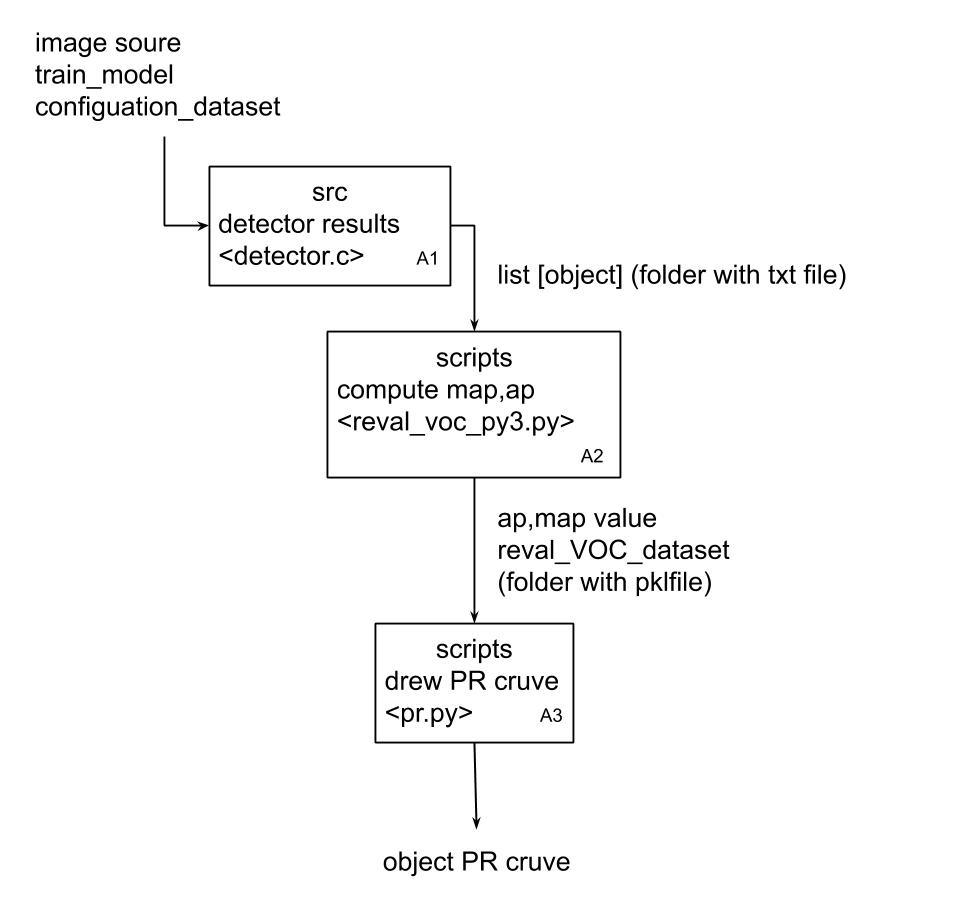 image soure
train_model
configuation_dataset
src
detector results
<detector.c>
A1
list [object] (folder with txt file)
scripts
compute map,ap
<reval_voc_py3.py>
A2
ap,map value
reval_VOC_dataset
(folder with pklfile)
scripts
drew PR cruve
<pr.py>
A3
object PR cruve